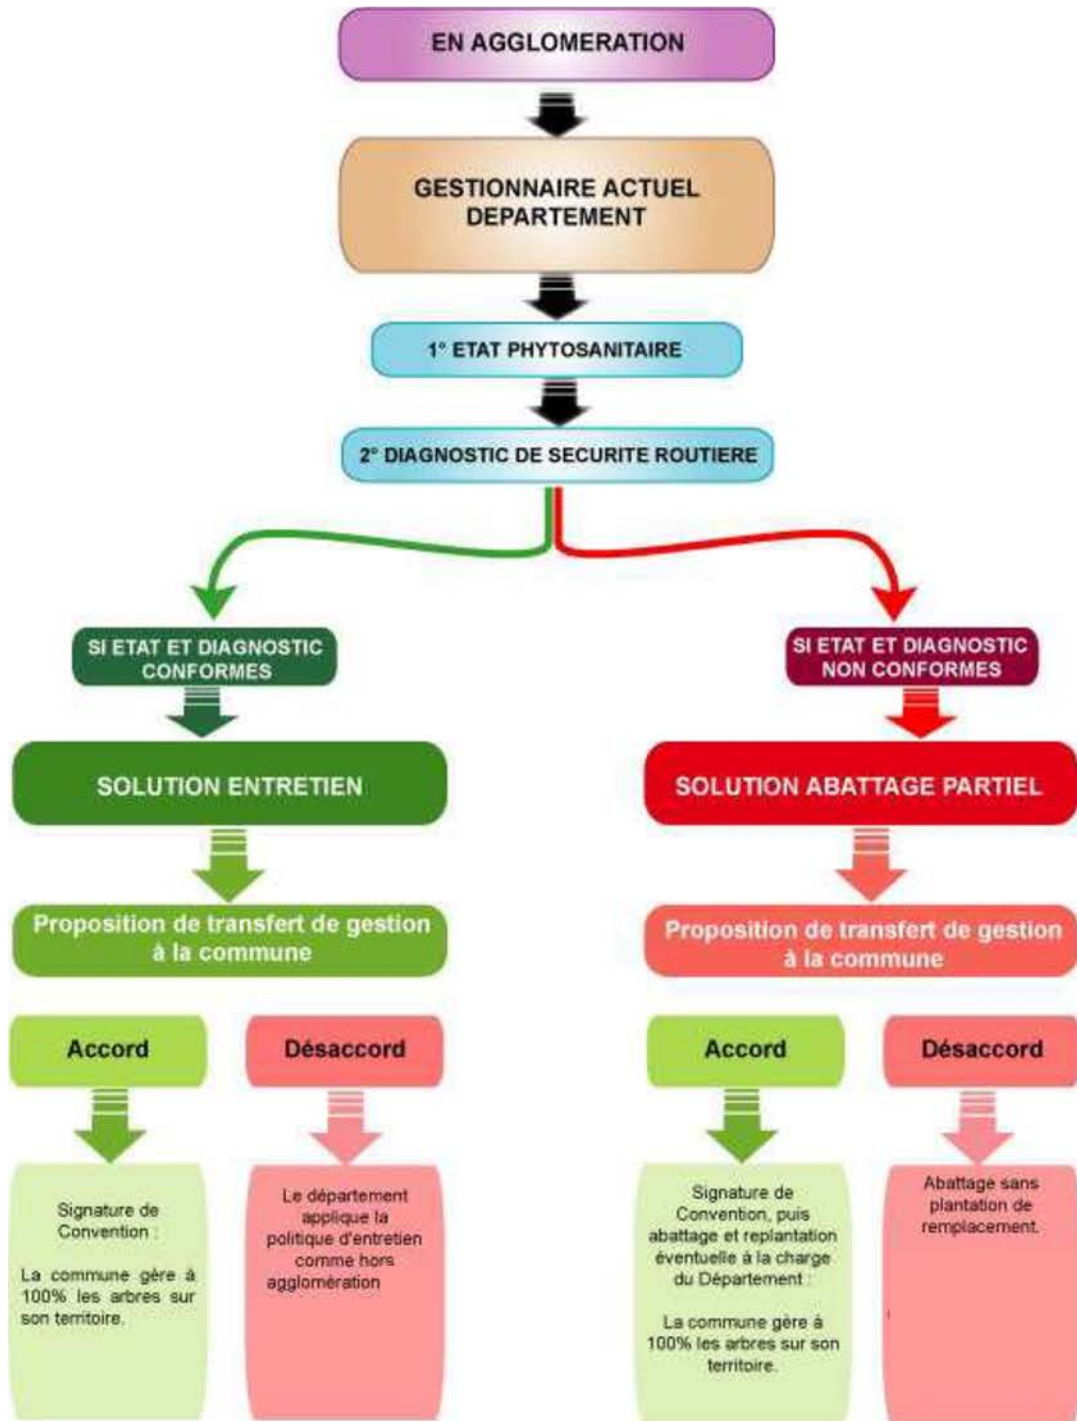 EN AGGLOMERATION
GESTIONNAIRE ACTUEL
DEPARTEMENT
1° ETAT PHYTOSANITAIRE
2° DIAGNOSTIC DE SECURITE ROUTIERE
SI ETAT ET DIAGNOSTIC
CONFORMES
SOLUTION ENTRETIEN
Proposition de transfert de gestion
à la commune
Accord
Signature de
Convention :
La commune gère à
100% les arbres sur
son territoire.
Désaccord
Le département
applique la
politique d'entretien
comme hors
agglomération
SI ETAT ET DIAGNOSTIC
NON CONFORMES
SOLUTION ABATTAGE PARTIEL
Proposition de transfert de gestion
à la commune
Accord
Signature de
Convention, puis
abattage et replantation
éventuelle à la charge
du Département :
La commune gère à
100% les arbres sur son
territoire.
Désaccord
Abattage sans
plantation de
remplacement.